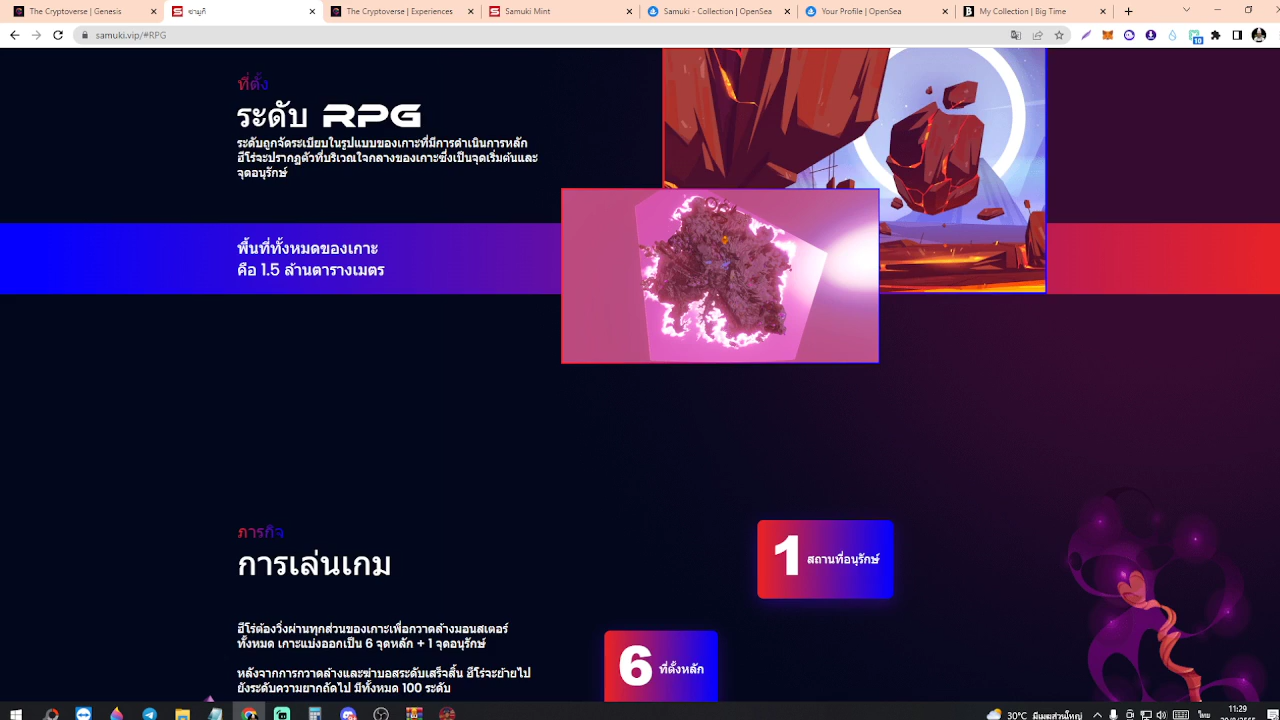 The Cryptoverse | Genesis
ซามูกิ
The Cryptoverse | Experiences
Samuki Mint
Samuki - Collection | OpenSea
Your Profile | OpenSea
My Collection | Big Time
samuki.vip/#RPG
10
ที่ตั้ง
ระดับ RPG
ระดับถูกจัดระเบียบในรูปแบบของเกาะที่มีการดำเนินการหลัก
ฮีโร่จะปรากฏตัวที่บริเวณใจกลางของเกาะซึ่งเป็นจุดเริ่มต้นและ
จุดอนุรักษ์
พื้นที่ทั้งหมดของเกาะ
คือ 1.5 ล้านตารางเมตร
ภารกิจ
การเล่นเกม
1 สถานที่อนุรักษ์
ฮีโร่ต้องวิ่งผ่านทุกส่วนของเกาะเพื่อกวาดล้างมอนสเตอร์
ทั้งหมด เกาะแบ่งออกเป็น 6 จุดหลัก + 1 จุดอนุรักษ์
6 ที่ตั้งหลัก
หลังจากการกวาดล้างและฆ่าบอสระดับเสร็จสิ้น ฮีโร่จะย้ายไป
ยังระดับความยากถัดไป มีทั้งหมด 100 ระดับ
30°C มีเมฆส่วนใหญ่
ไทย
11:29